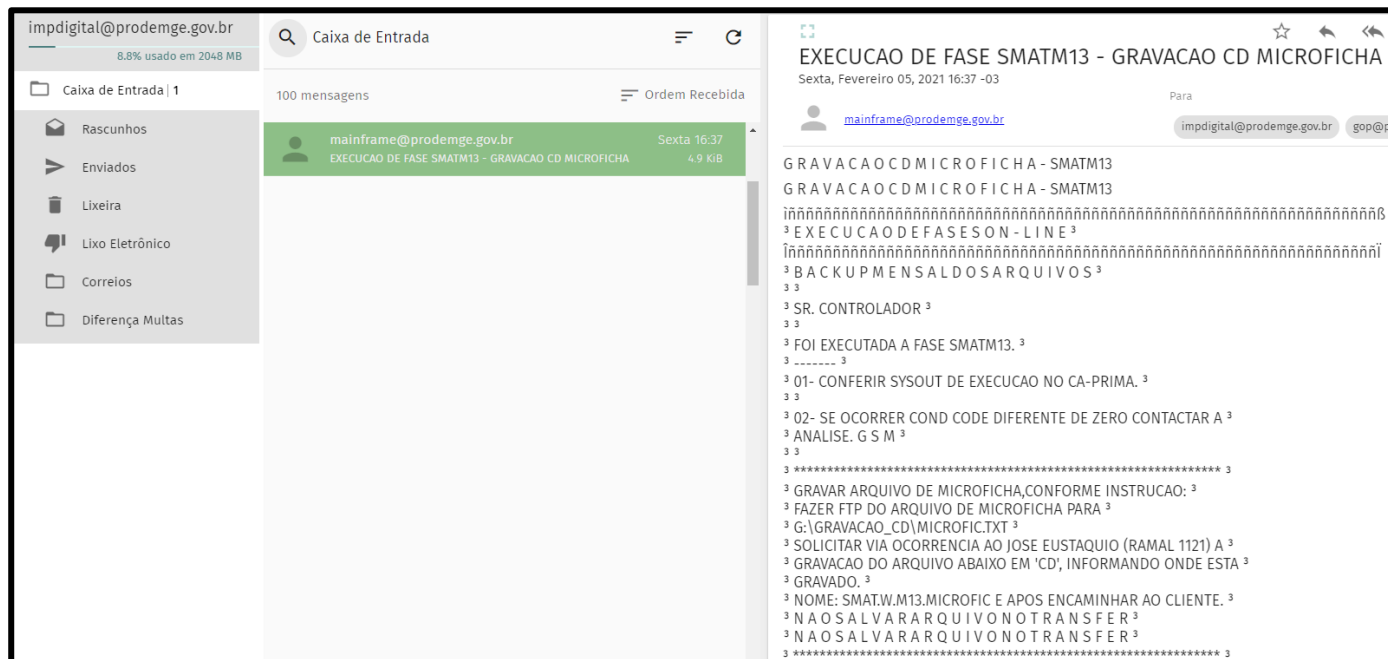 impdigital@prodemge.gov.br
8.8% usado em 2048 MB
Caixa de Entrada | 1
Rascunhos
Enviados
Lixeira
Lixo Eletrônico
Correios
Diferença Multas
Caixa de Entrada
100 mensagens
Ordem Recebida
mainframe@prodemge.gov.br
Sexta 16:37
EXECUCAO DE FASE SMATM13 - GRAVACAO CD MICROFICHA
4.9 KiB
EXECUCAO DE FASE SMATM13 - GRAVACAO CD MICROFICHA
Sexta, Fevereiro 05, 2021 16:37 -03
Para
mainframe@prodemge.gov.br
impdigital@prodemge.gov.br
gop@p
G R A V A C A O C D M I C R O F I C H A - SMATM13
G R A V A C A O C D M I C R O F I C H A - SMATM13
ìñññññññññññññññññññññññññññññññññññññññññññññññññññññññññññññññññß
³ E X E C U C A O D E F A S E S O N - L I N E ³
ÎñññññññññññññññññññññññññññññññññññññññññññññññññññññññññññññññññÏ
³ B A C K U P M E N S A L D O S A R Q U I V O S ³
³ ³
³ SR. CONTROLADOR ³
³ ³
³ FOI EXECUTADA A FASE SMATM13. ³
³ ------- ³
³ 01- CONFERIR SYSOUT DE EXECUCAO NO CA-PRIMA. ³
³ ³
³ 02- SE OCORRER COND CODE DIFERENTE DE ZERO CONTACTAR A ³
³ ANALISE. G S M ³
³ ³
³ **************************************************************** ³
³ GRAVAR ARQUIVO DE MICROFICHA,CONFORME INSTRUCAO: ³
³ FAZER FTP DO ARQUIVO DE MICROFICHA PARA ³
³ G:\GRAVACAO_CD\MICROFIC.TXT ³
³ SOLICITAR VIA OCORRENCIA AO JOSE EUSTAQUIO (RAMAL 1121) A ³
³ GRAVACAO DO ARQUIVO ABAIXO EM 'CD', INFORMANDO ONDE ESTA ³
³ GRAVADO. ³
³ NOME: SMAT.W.M13.MICROFIC E APOS ENCAMINHAR AO CLIENTE. ³
³ N A O S A L V A R A R Q U I V O N O T R A N S F E R ³
³ N A O S A L V A R A R Q U I V O N O T R A N S F E R ³
³ **************************************************************** ³